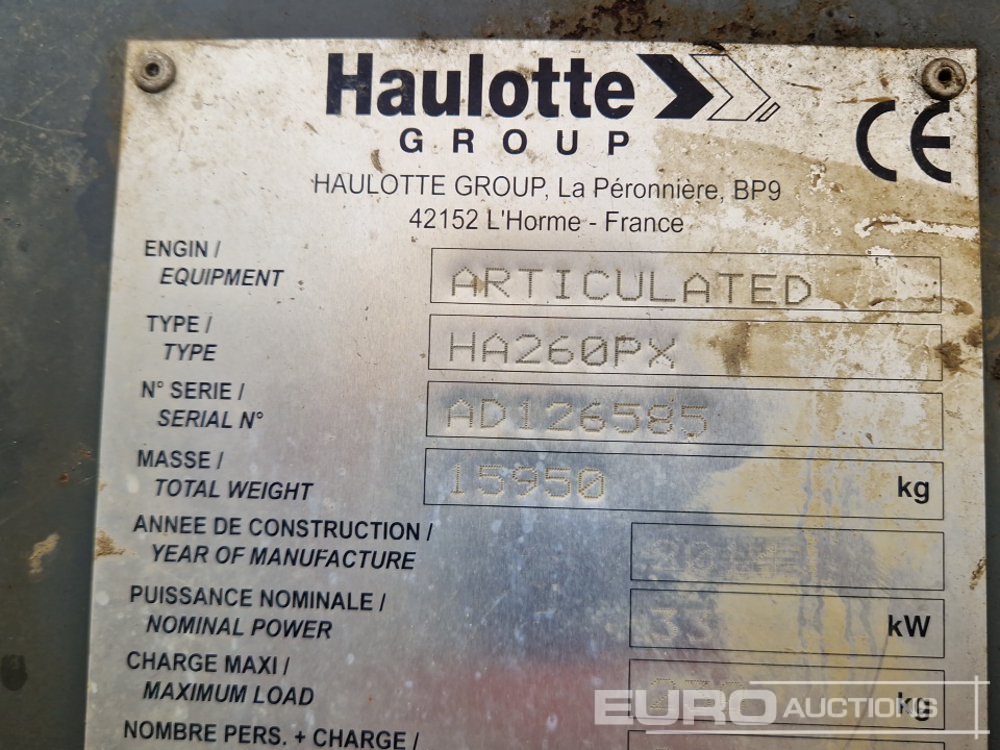 Haulotte
GROUP
CE
HAULOTTE GROUP, La Péronnière, BP9
42152 L'Horme - France
ENGIN /
EQUIPMENT
ARTICULATED
TYPE /
TYPE
HA260PX
N° SERIE /
SERIAL N°
AD126585
MASSE /
TOTAL WEIGHT
15950 kg
ANNEE DE CONSTRUCTION /
YEAR OF MANUFACTURE
PUISSANCE NOMINALE /
NOMINAL POWER
kW
CHARGE MAXI /
MAXIMUM LOAD
kg
NOMBRE PERS. + CHARGE /
EURO AUCTIONS